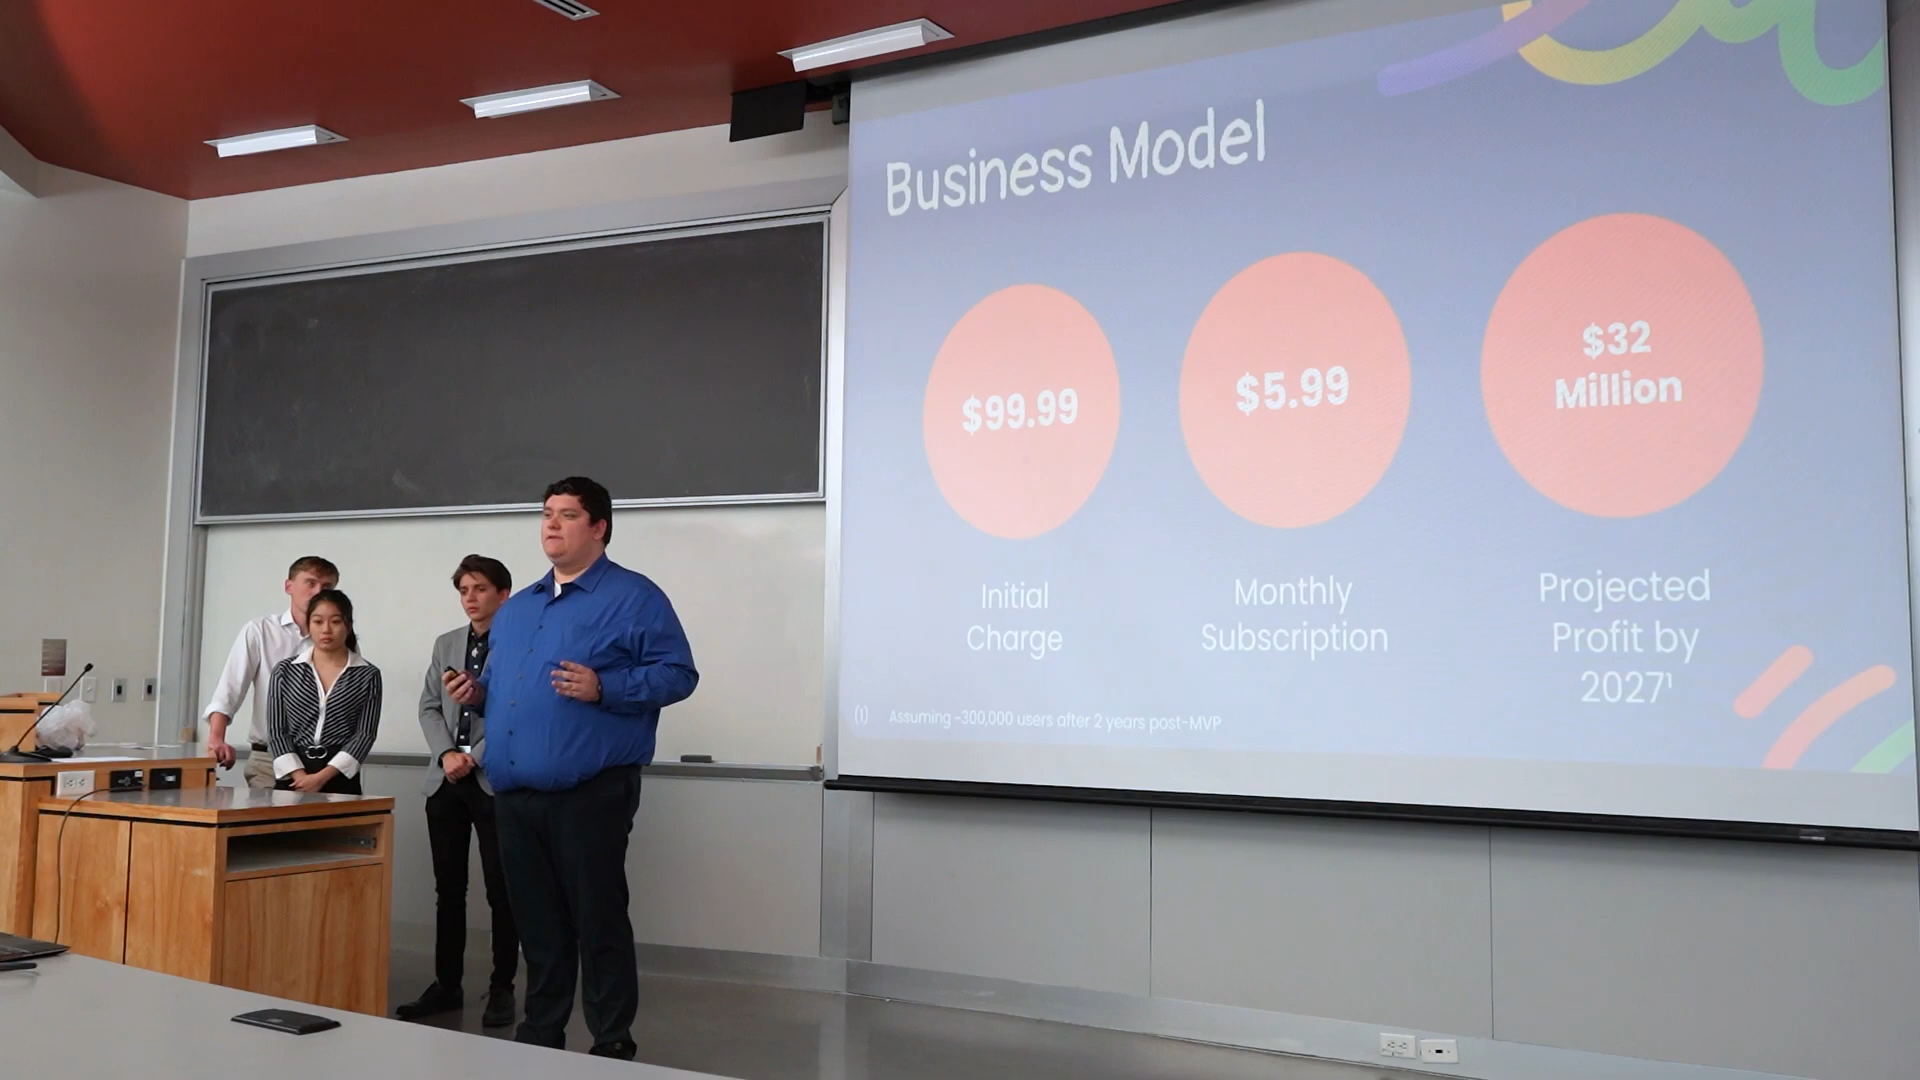 Business Model
$99.99
$5.99
$32
Million
Initial
Charge
Monthly
Subscription
Projected
Profit by
2027¹
(1) Assuming ~300,000 users after 2 years post-MVP